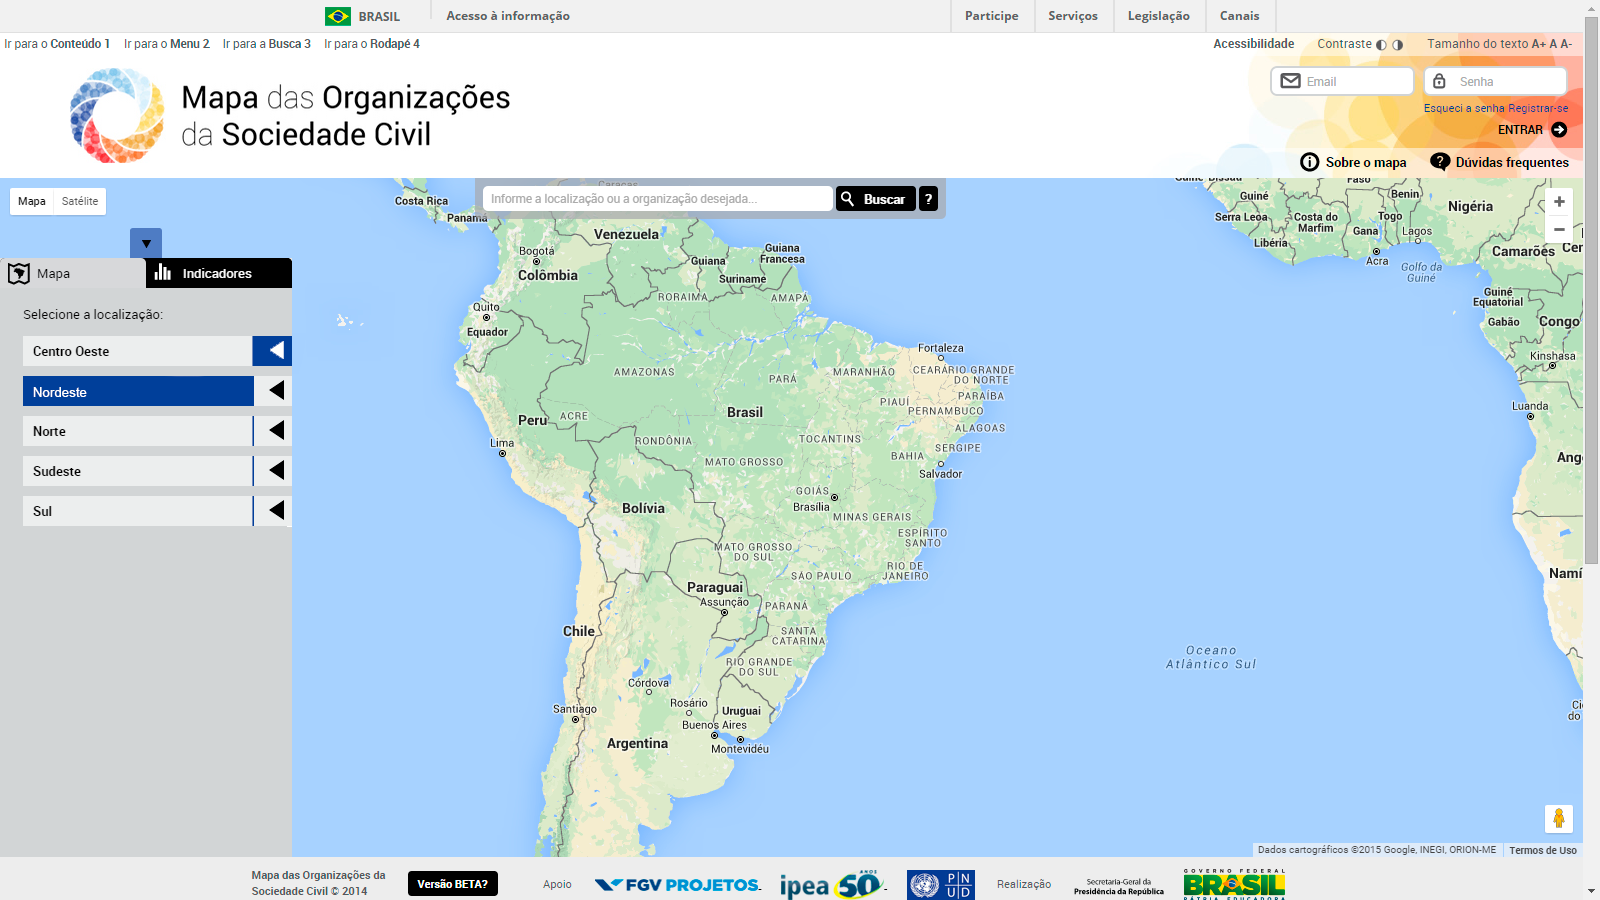 BRASIL
Acesso à informação
Participe
Serviços
Legislação
Canais
Ir para o Conteúdo 1
Ir para o Menu 2
Ir para a Busca 3
Ir para o Rodapé 4
Acessibilidade
Contraste
Tamanho do texto A+ A A-
Mapa das Organizações
da Sociedade Civil
Email
Senha
Esqueci a senha Registrar-se
ENTRAR
Sobre o mapa
? Dúvidas frequentes
Mapa
Satélite
Informe a localização ou a organização desejada...
Buscar
?
Mapa
Indicadores
Selecione a localização:
Centro Oeste
Nordeste
Norte
Sudeste
Sul
Caracas
Costa Rica
Panamá
Venezuela
Bogotá
Colômbia
Guiana
Guiana
Francesa
Suriname
RORAIMA
AMAPÁ
Quito
Equador
Fortaleza
AMAZONAS
PARÁ
MARANHÃO
CEARÁ
RIO GRANDE
DO NORTE
PARAÍBA
PIAUÍ
PERNAMBUCO
ACRE
Brasil
Peru
ALAGOAS
Lima
RONDÔNIA
TOCANTINS
SERGIPE
BAHIA
MATO GROSSO
Salvador
GOIÁS
Brasília
Bolívia
MINAS GERAIS
ESPÍRITO
SANTO
MATO GROSSO
DO SUL
SÃO PAULO
RIO DE
JANEIRO
Paraguai
Assunção
PARANÁ
Chile
SANTA
CATARINA
RIO GRANDE
DO SUL
Córdova
Santiago
Rosário
Uruguai
Buenos Aires
Argentina
Montevidéu
Oceano
Atlântico Sul
Guiné-Bissau
Guiné
Serra Leoa
Libéria
Costa do
Marfim
Faso
Gana
Togo
Benin
Nigéria
Lagos
Acra
Golfo da
Guiné
Camarões
Cen
Guiné
Equatorial
Gabão
Congo
Kinshasa
Luanda
Ang
Namí
Ci
do
+
−
Dados cartográficos ©2015 Google, INEGI, ORION-ME
Termos de Uso
Mapa das Organizações da
Sociedade Civil © 2014
Versão BETA?
Apoio
FGV PROJETOS
ipea 50 ANOS
PNUD
Realização
Secretaria-Geral da
Presidência da República
GOVERNO FEDERAL
BRASIL
PÁTRIA EDUCADORA